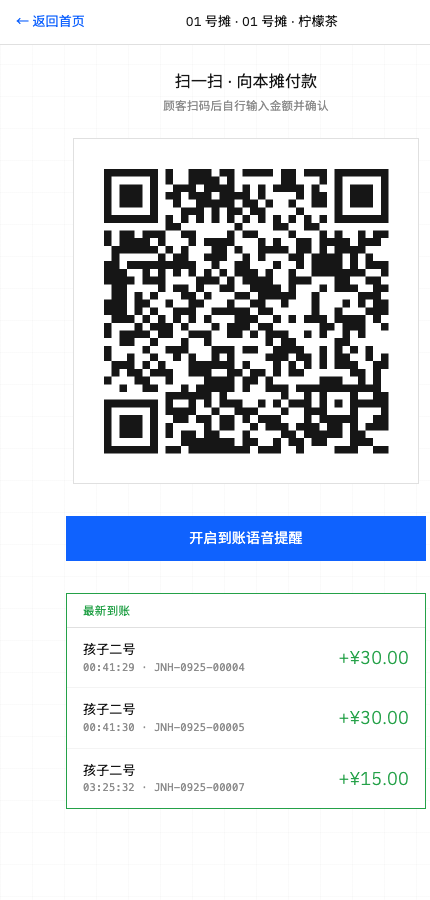 ← 返回首页
01 号摊 · 01 号摊 · 柠檬茶
扫一扫 · 向本摊付款
顾客扫码后自行输入金额并确认
开启到账语音提醒
最新到账
孩子二号
+¥30.00
00:41:29 · JNH-0925-00004
孩子二号
+¥30.00
00:41:30 · JNH-0925-00005
孩子二号
+¥15.00
03:25:32 · JNH-0925-00007